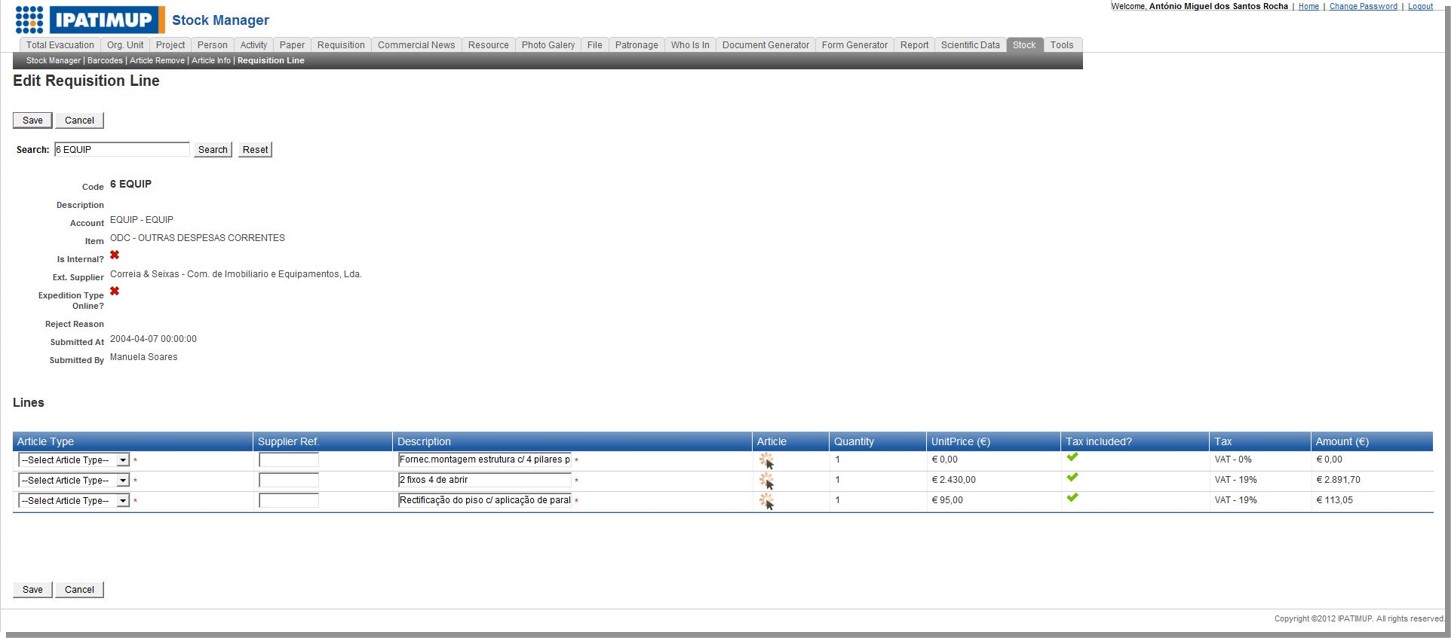 IPATIMUP Stock Manager
Welcome, António Miguel dos Santos Rocha | Home | Change Password | Logout
Total Evacuation Org. Unit Project Person Activity Paper Requisition Commercial News Resource Photo Galery File Patronage Who Is In Document Generator Form Generator Report Scientific Data Stock Tools
Stock Manager | Barcodes | Article Remove | Article Info | Requisition Line
Edit Requisition Line
Save Cancel
Search: 6 EQUIP Search Reset
Code 6 EQUIP
Description
Account EQUIP - EQUIP
Item ODC - OUTRAS DESPESAS CORRENTES
Is Internal?
Ext. Supplier Correia & Seixas - Com. de Imobiliario e Equipamentos, Lda.
Expedition Type
Online?
Reject Reason
Submitted At 2004-04-07 00:00:00
Submitted By Manuela Soares
Lines
Article Type Supplier Ref. Description Article Quantity UnitPrice (€) Tax included? Tax Amount (€)
--Select Article Type-- * Fornec.montagem estrutura c/ 4 pilares p * 1 € 0,00 VAT - 0% € 0,00
--Select Article Type-- * 2 fixos 4 de abrir * 1 € 2.430,00 VAT - 19% € 2.891,70
--Select Article Type-- * Rectificação do piso c/ aplicação de paral * 1 € 95,00 VAT - 19% € 113,05
Save Cancel
Copyright ©2012 IPATIMUP. All rights reserved.